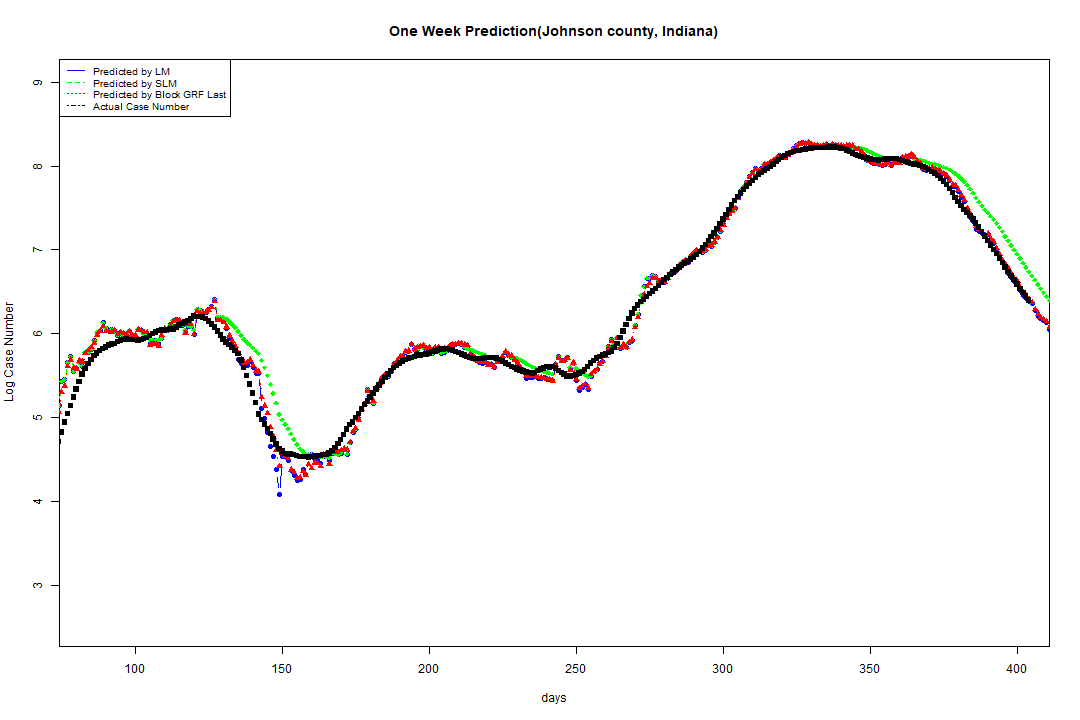 One Week Prediction(Johnson county, Indiana)
Predicted by LM
Predicted by SLM
Predicted by Block GRF Last
Actual Case Number
9
8
7
6
5
4
3
Log Case Number
100 150 200 250 300 350 400
days